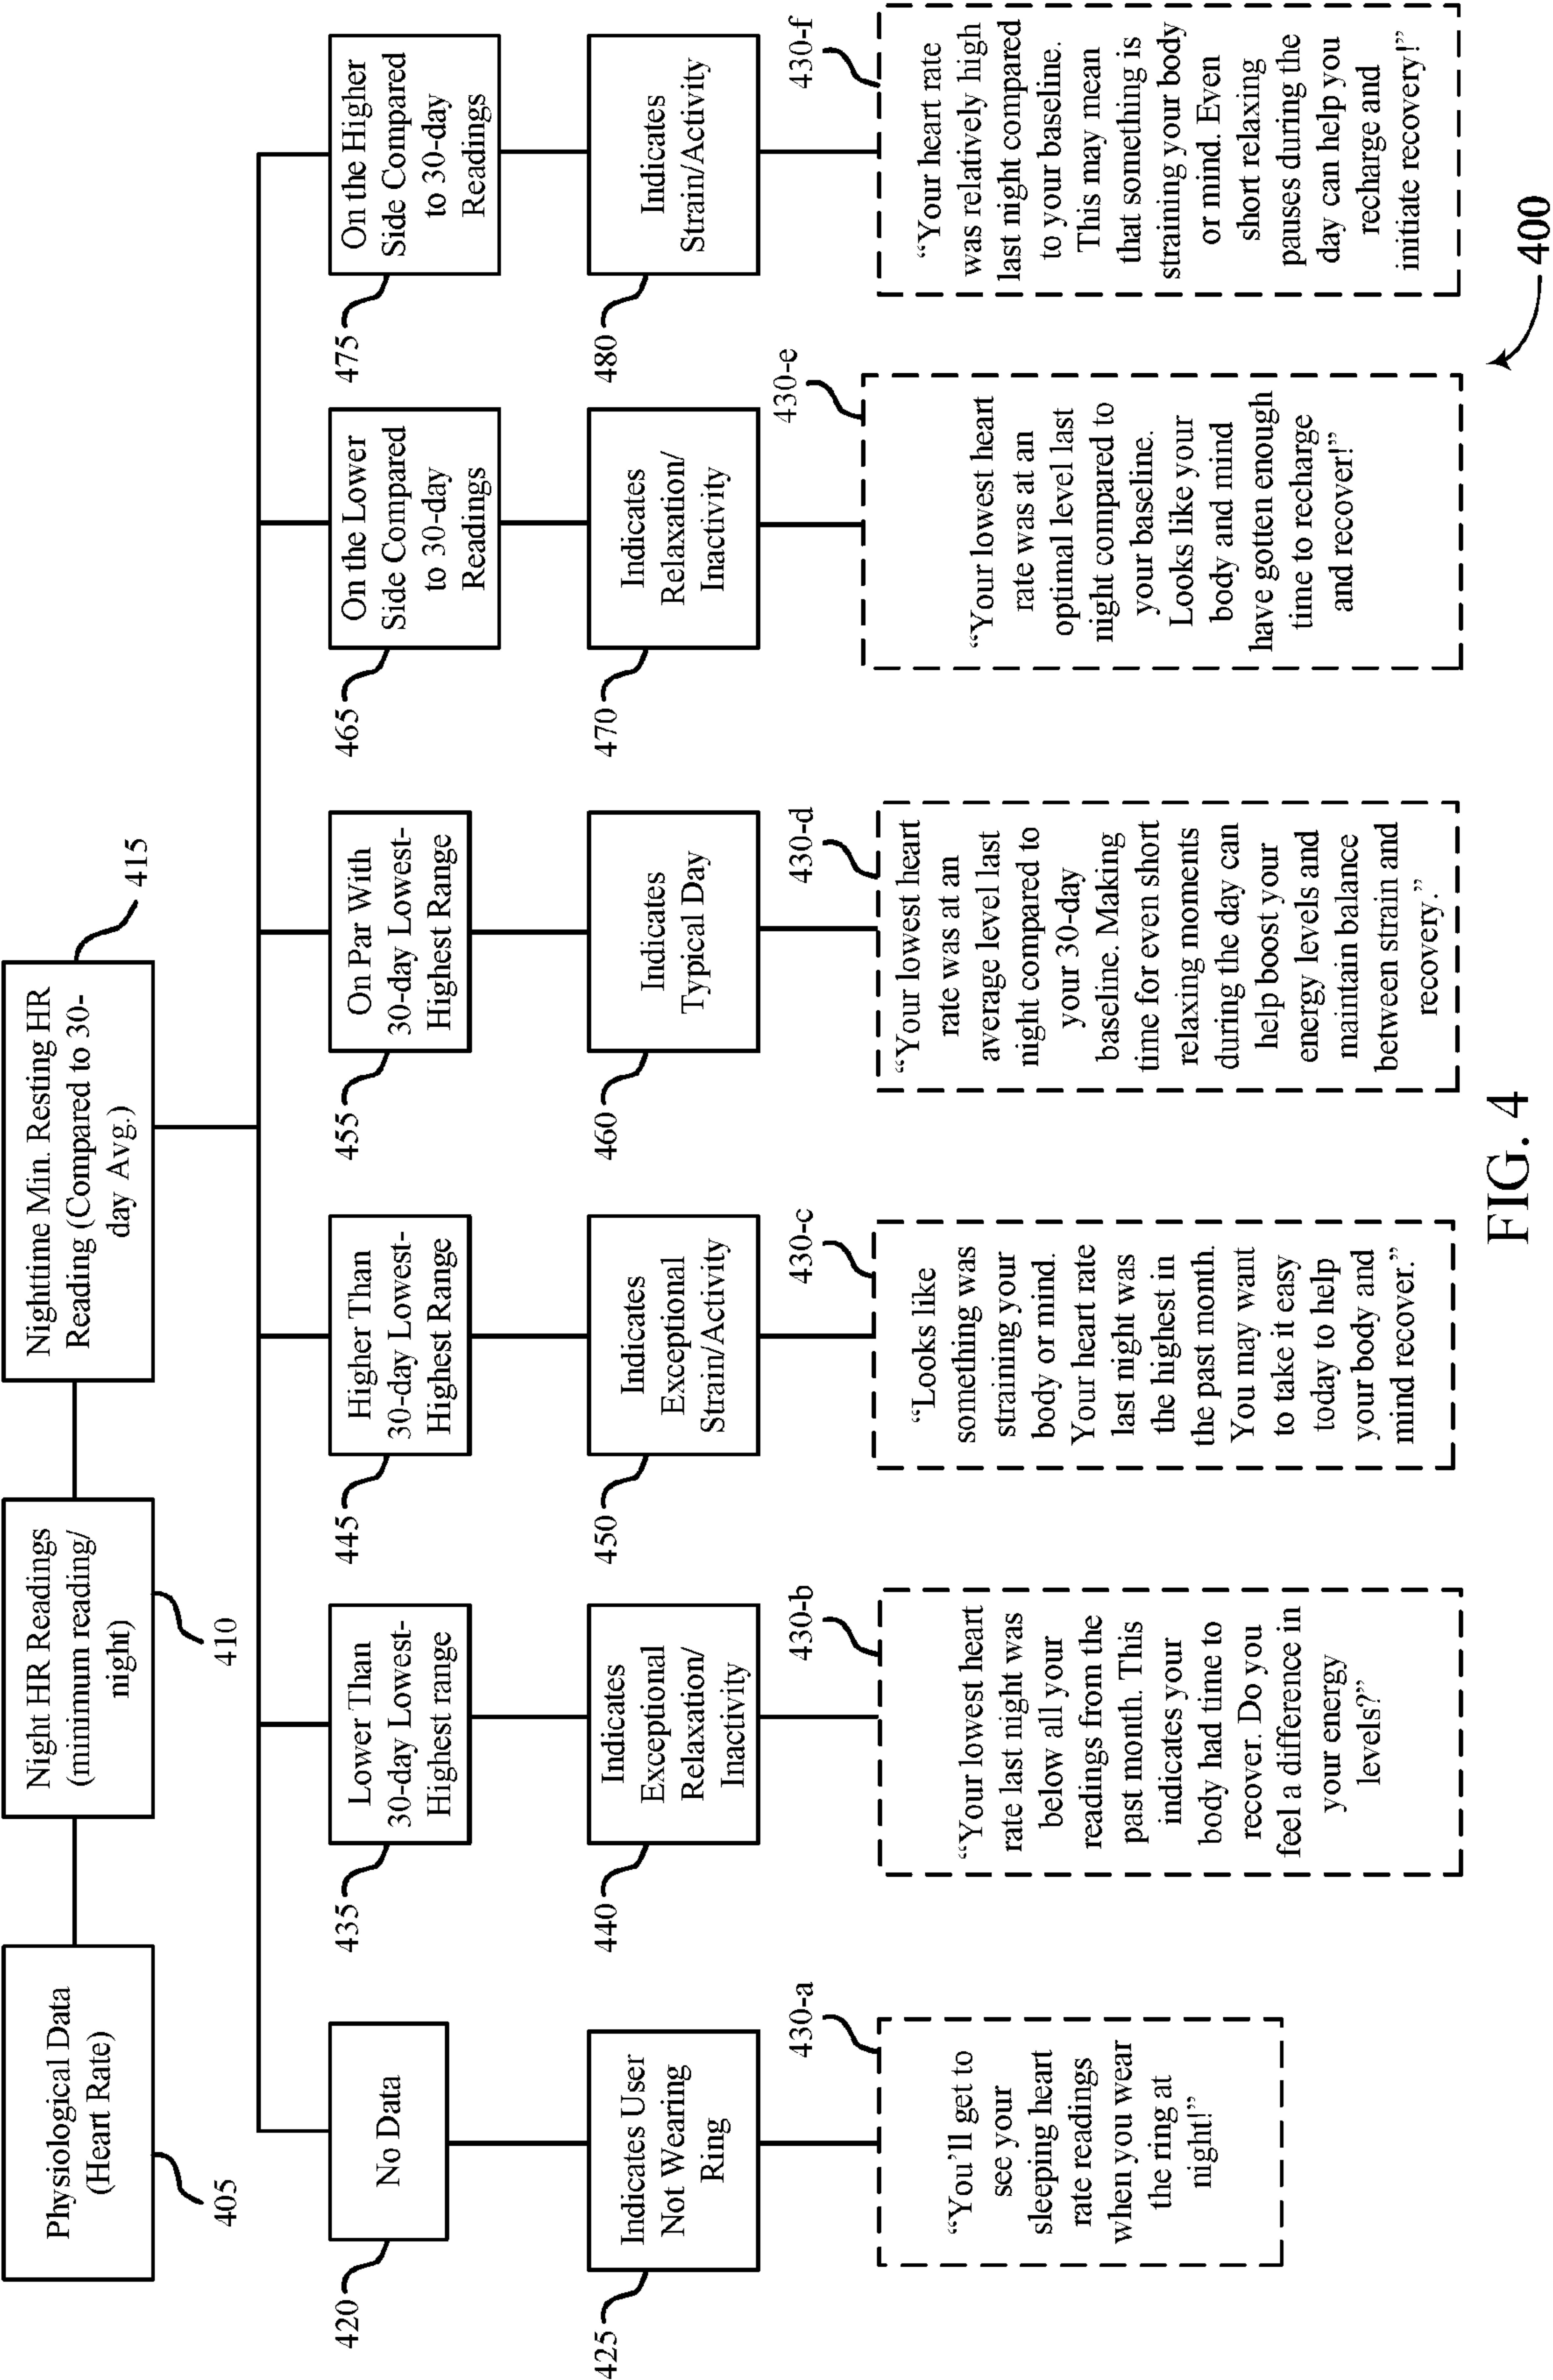 Physiological Data
(Heart Rate)
405
Night HR Readings
(minimum reading/
night)
410
Nighttime Min. Resting HR
Reading (Compared to 30-
day Avg.)
415
No Data
420
Indicates User
Not Wearing
Ring
425
430-a
“You’ll get to
see your
sleeping heart
rate readings
when you wear
the ring at
night!”
Lower Than
30-day Lowest-
Highest range
435
Indicates
Exceptional
Relaxation/
Inactivity
440
430-b
“Your lowest heart
rate last night was
below all your
readings from the
past month. This
indicates your
body had time to
recover. Do you
feel a difference in
your energy
levels?”
Higher Than
30-day Lowest-
Highest Range
445
Indicates
Exceptional
Strain/Activity
450
430-c
“Looks like
something was
straining your
body or mind.
Your heart rate
last night was
the highest in
the past month.
You may want
to take it easy
today to help
your body and
mind recover.”
On Par With
30-day Lowest-
Highest Range
455
Indicates
Typical Day
460
430-d
“Your lowest heart
rate was at an
average level last
night compared to
your 30-day
baseline. Making
time for even short
relaxing moments
during the day can
help boost your
energy levels and
maintain balance
between strain and
recovery.”
On the Lower
Side Compared
to 30-day
Readings
465
Indicates
Relaxation/
Inactivity
470
430-e
“Your lowest heart
rate was at an
optimal level last
night compared to
your baseline.
Looks like your
body and mind
have gotten enough
time to recharge
and recover!”
On the Higher
Side Compared
to 30-day
Readings
475
Indicates
Strain/Activity
480
430-f
“Your heart rate
was relatively high
last night compared
to your baseline.
This may mean
that something is
straining your body
or mind. Even
short relaxing
pauses during the
day can help you
recharge and
initiate recovery!”
400
FIG. 4